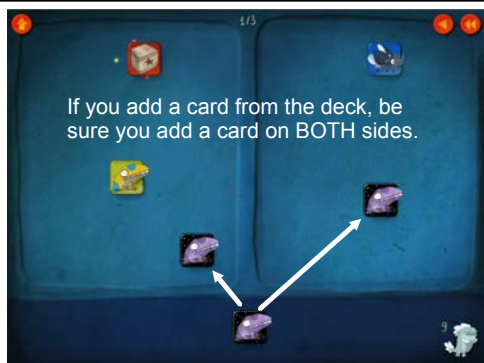 1/3
If you add a card from the deck, be
sure you add a card on BOTH sides.
9